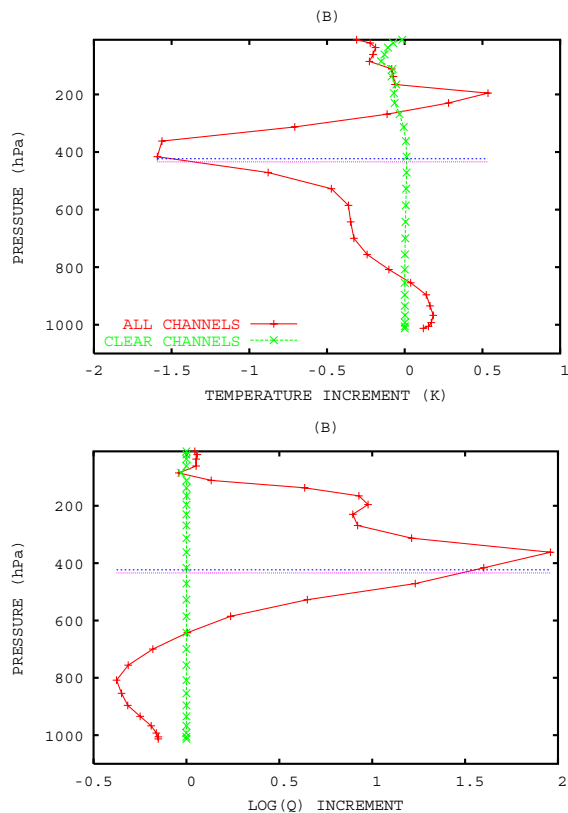 (B)
200
400
600
800
1000
PRESSURE (hPa)
ALL CHANNELS
CLEAR CHANNELS
-2 -1.5 -1 -0.5 0 0.5 1
TEMPERATURE INCREMENT (K)
(B)
200
400
600
800
1000
PRESSURE (hPa)
-0.5 0 0.5 1 1.5 2
LOG(Q) INCREMENT